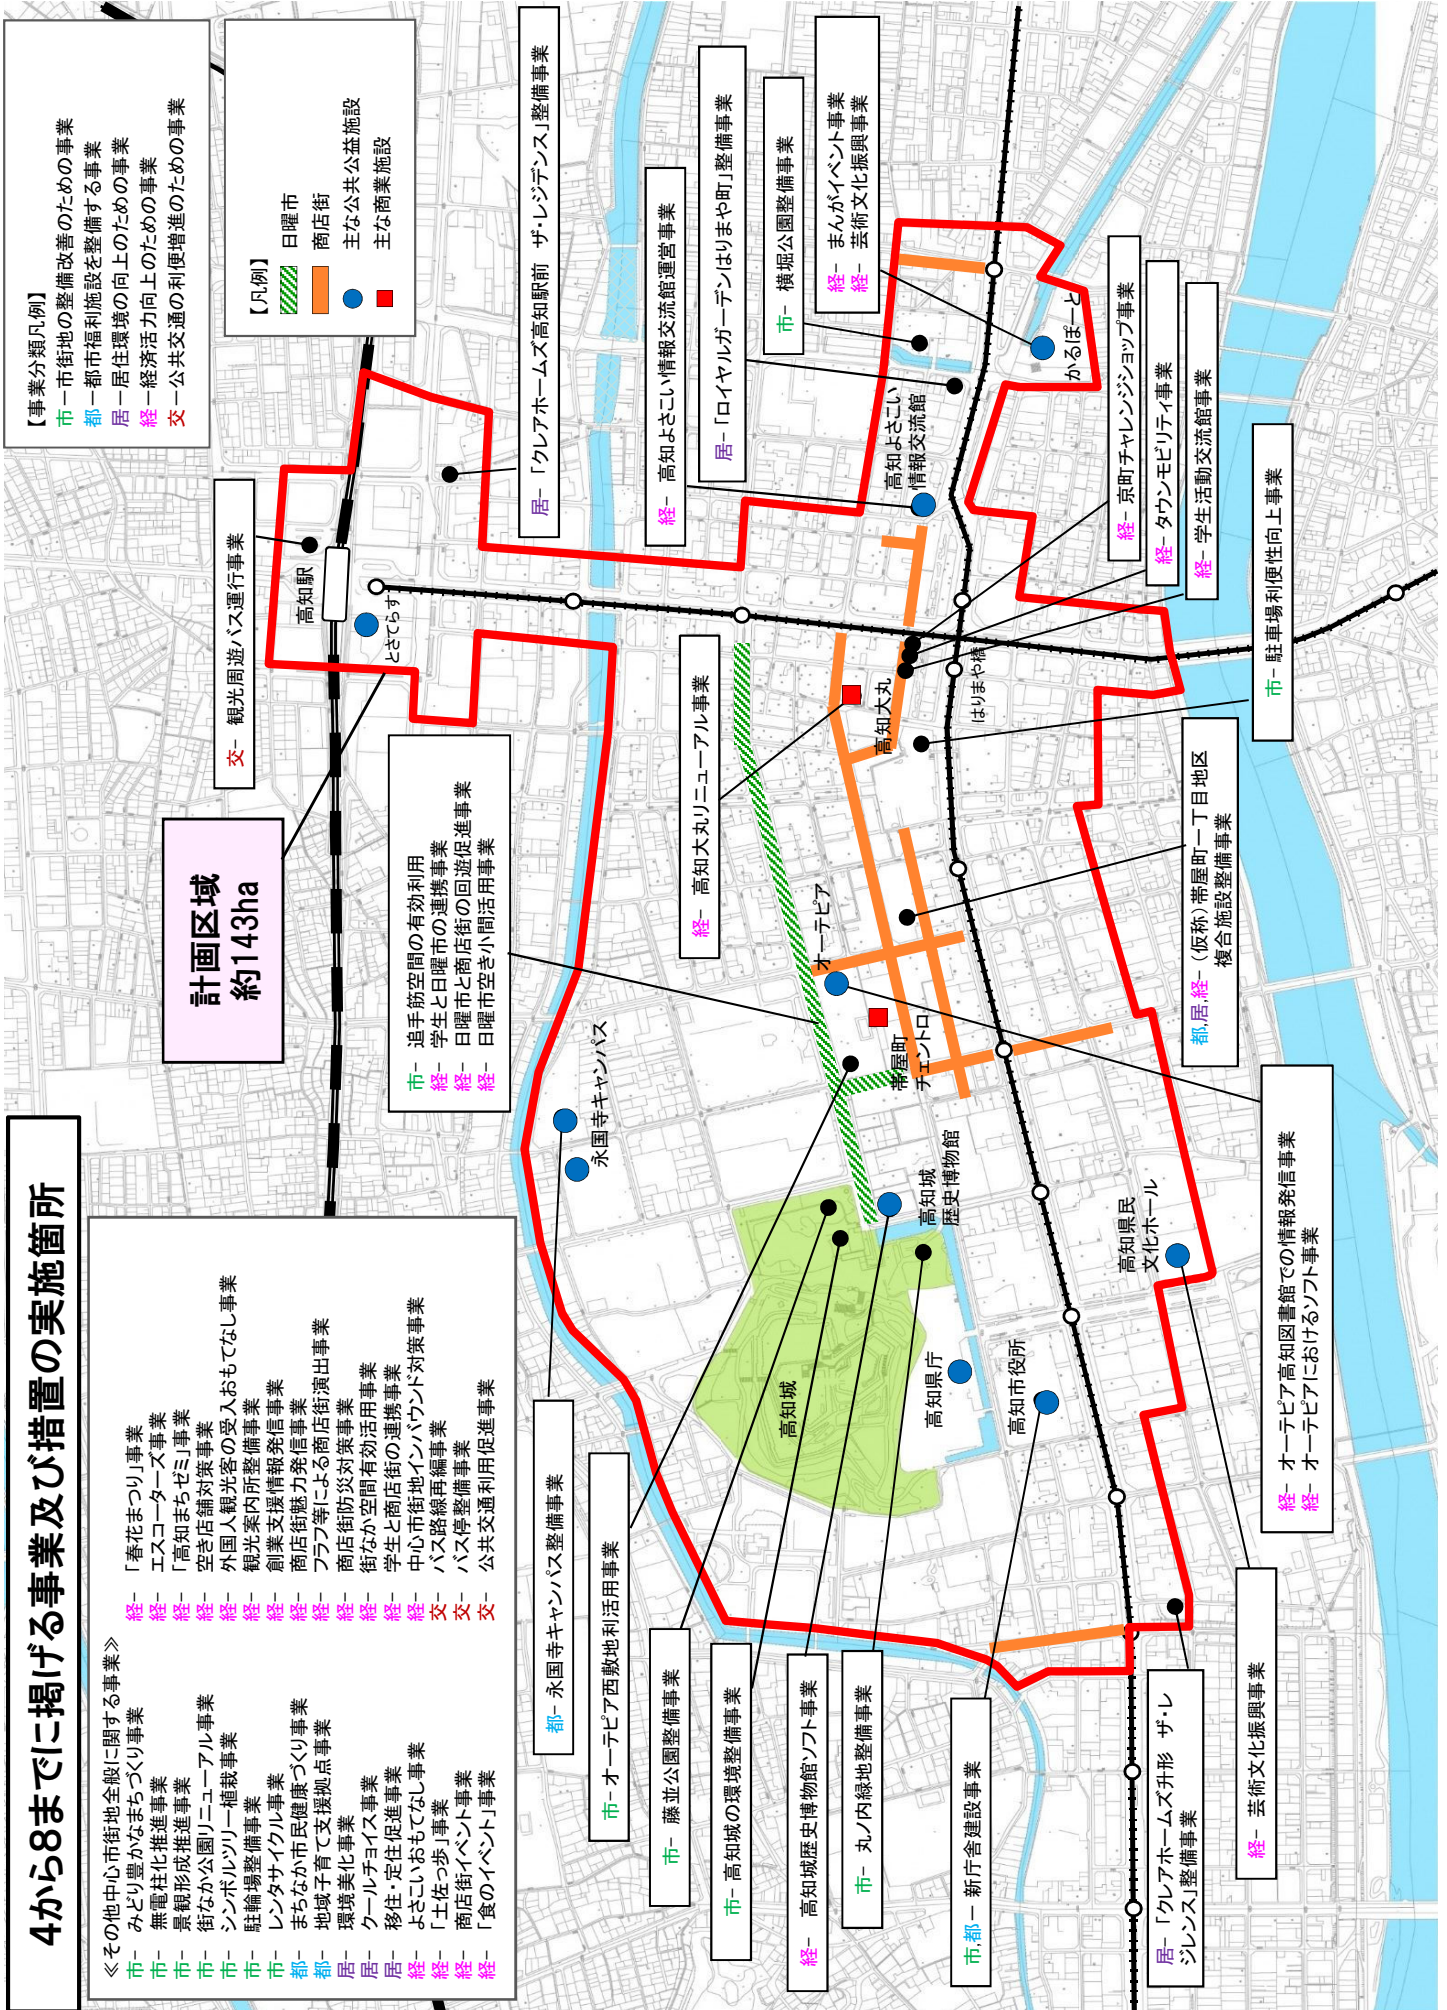 4から8までに掲げる事業及び措置の実施箇所
≪その他中心市街地全般に関する事業≫
市－ みどり豊かなまちづくり事業
市－ 無電柱化推進事業
市－ 景観形成推進事業
市－ 街なか公園リニューアル事業
市－ シンボルツリー植栽事業
市－ 駐輪場整備事業
市－ レンタサイクル事業
都－ まちなか市民健康づくり事業
都－ 地域子育て支援拠点事業
居－ 環境美化事業
居－ クールチョイス事業
居－ 移住・定住促進事業
経－ よさこいおもてなし事業
経－ 「土佐っ歩」事業
経－ 商店街イベント事業
経－ 「食のイベント」事業
経－ 「春花まつり」事業
経－ エスコーターズ事業
経－ 「高知まちゼミ」事業
経－ 空き店舗対策事業
経－ 外国人観光客の受入おもてなし事業
経－ 観光案内所整備事業
経－ 創業支援情報発信事業
経－ 商店街魅力発信事業
経－ フラフ等による商店街演出事業
経－ 商店街防災対策事業
経－ 街なか空間有効活用事業
経－ 学生と商店街の連携事業
経－ 中心市街地インバウンド対策事業
交－ バス路線再編事業
交－ バス停整備事業
交－ 公共交通利用促進事業
計画区域
約143ha
【事業分類凡例】
市－市街地の整備改善のための事業
都－都市福利施設を整備する事業
居－居住環境の向上のための事業
経－経済活力向上のための事業
交－公共交通の利便増進のための事業
【凡例】
日曜市
商店街
主な公共公益施設
主な商業施設
交－ 観光周遊バス運行事業
市－ 追手筋空間の有効利用
経－ 学生と日曜市の連携事業
経－ 日曜市と商店街の回遊促進事業
経－ 日曜市空き小間活用事業
居－ 「クレアホームズ高知駅前　ザ・レジデンス」整備事業
経－ 高知よさこい情報交流館運営事業
居－「ロイヤルガーデンはりまや町」整備事業
市－ 横堀公園整備事業
経－ まんがイベント事業
経－ 芸術文化振興事業
経－ 高知大丸リニューアル事業
都－ 永国寺キャンパス整備事業
市－ オーテピア西敷地利活用事業
市－ 藤並公園整備事業
市－ 高知城の環境整備事業
経－ 高知城歴史博物館ソフト事業
市－ 丸ノ内緑地整備事業
市,都－ 新庁舎建設事業
居－ 「クレアホームズ升形　ザ・レ
ジレンス」整備事業
経－ 芸術文化振興事業
経－ オーテピア高知図書館での情報発信事業
経－ オーテピアにおけるソフト事業
都,居,経－ （仮称）帯屋町一丁目地区
複合施設整備事業
市－ 駐車場利便性向上事業
経－ 学生活動交流館事業
経－ タウンモビリティ事業
経－ 京町チャレンジショップ事業
高知駅
とさてらす
永国寺キャンパス
高知城
高知城
歴史博物館
高知県庁
高知市役所
高知県民
文化ホール
オーテピア
帯屋町
チェントロ
高知大丸
はりまや橋
高知よさこい
情報交流館
かるぽーと